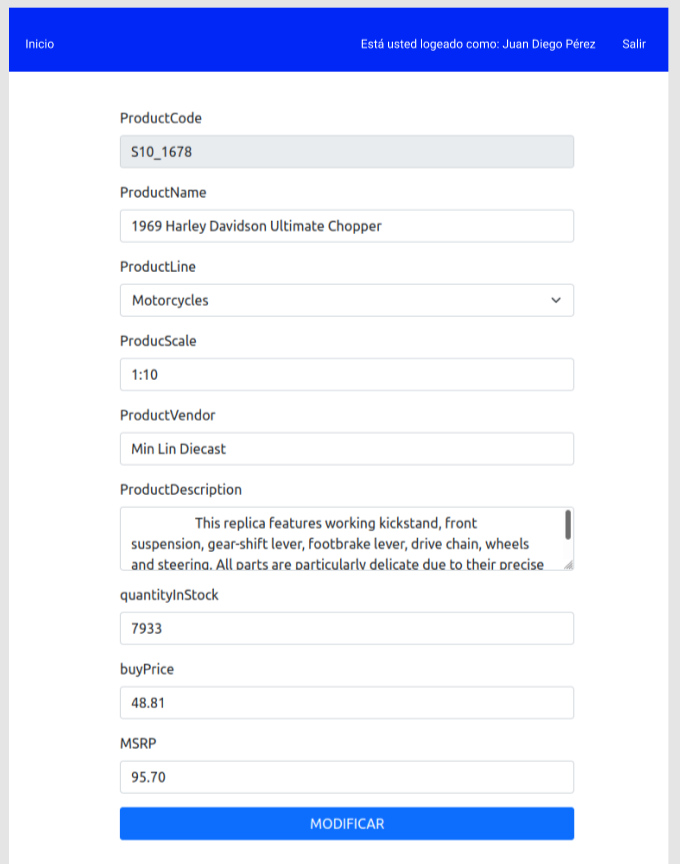 Inicio Está usted logeado como: Juan Diego Pérez Salir
ProductCode
S10_1678
ProductName
1969 Harley Davidson Ultimate Chopper
ProductLine
Motorcycles
ProducScale
1:10
ProductVendor
Min Lin Diecast
ProductDescription
This replica features working kickstand, front
suspension, gear-shift lever, footbrake lever, drive chain, wheels
and steering. All parts are particularly delicate due to their precise
quantityInStock
7933
buyPrice
48.81
MSRP
95.70
MODIFICAR